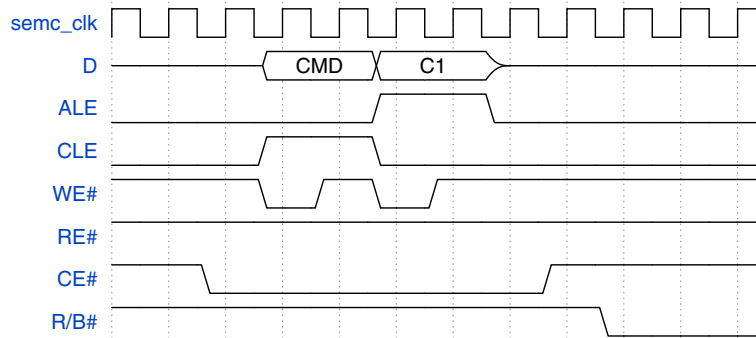 semc_clk
D CMD C1
ALE
CLE
WE#
RE#
CE#
R/B#